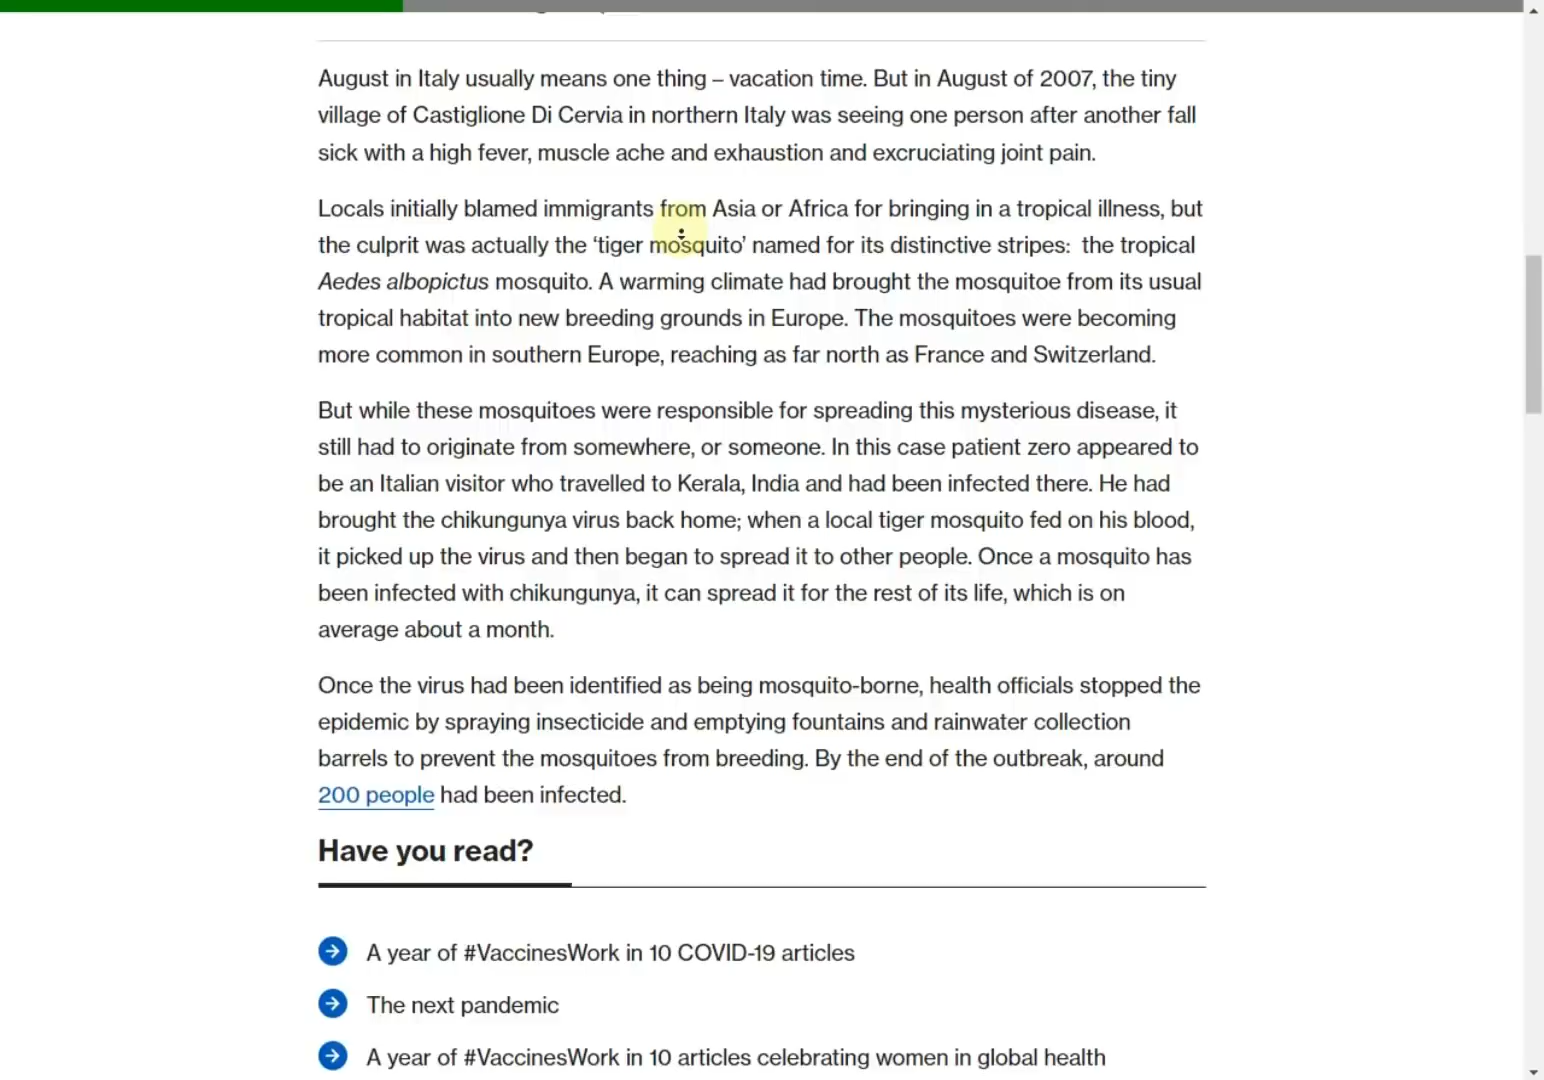 August in Italy usually means one thing – vacation time. But in August of 2007, the tiny
village of Castiglione Di Cervia in northern Italy was seeing one person after another fall
sick with a high fever, muscle ache and exhaustion and excruciating joint pain.
Locals initially blamed immigrants from Asia or Africa for bringing in a tropical illness, but
the culprit was actually the ‘tiger mosquito’ named for its distinctive stripes:  the tropical
Aedes albopictus mosquito. A warming climate had brought the mosquitoe from its usual
tropical habitat into new breeding grounds in Europe. The mosquitoes were becoming
more common in southern Europe, reaching as far north as France and Switzerland.
But while these mosquitoes were responsible for spreading this mysterious disease, it
still had to originate from somewhere, or someone. In this case patient zero appeared to
be an Italian visitor who travelled to Kerala, India and had been infected there. He had
brought the chikungunya virus back home; when a local tiger mosquito fed on his blood,
it picked up the virus and then began to spread it to other people. Once a mosquito has
been infected with chikungunya, it can spread it for the rest of its life, which is on
average about a month.
Once the virus had been identified as being mosquito-borne, health officials stopped the
epidemic by spraying insecticide and emptying fountains and rainwater collection
barrels to prevent the mosquitoes from breeding. By the end of the outbreak, around
200 people had been infected.
Have you read?
A year of #VaccinesWork in 10 COVID-19 articles
The next pandemic
A year of #VaccinesWork in 10 articles celebrating women in global health